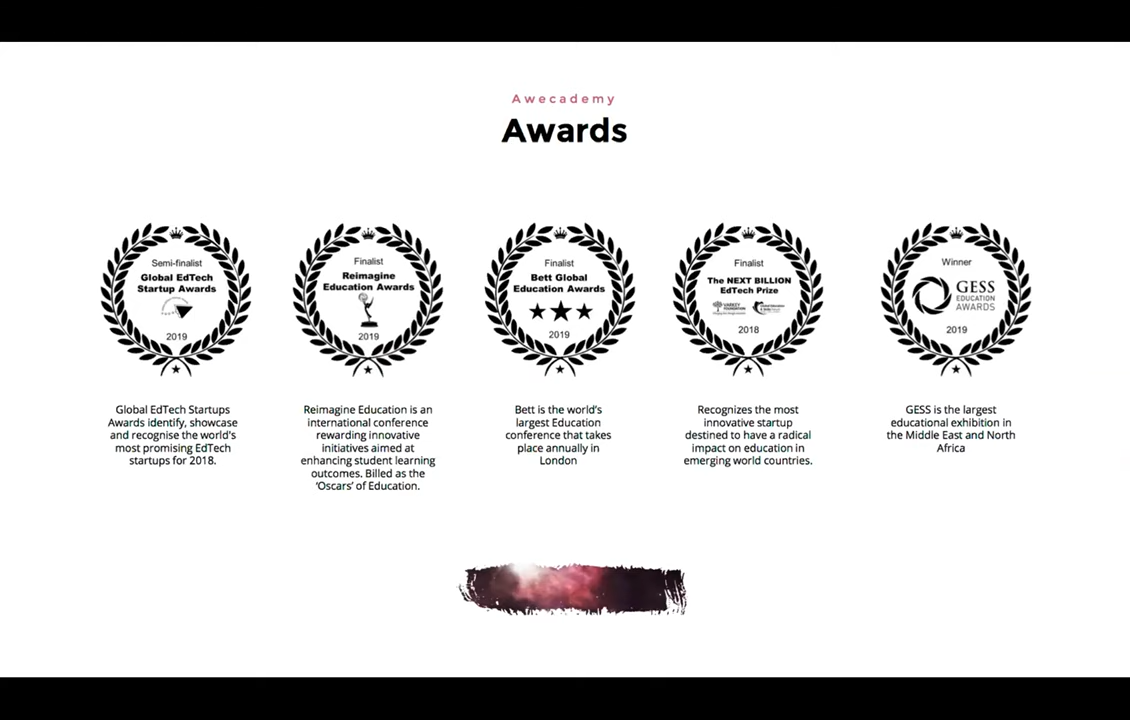 Awecademy
Awards
Semi-finalist
Global EdTech
Startup Awards
2019
Global EdTech Startups
Awards identify, showcase
and recognise the world's
most promising EdTech
startups for 2018.
Finalist
Reimagine
Education Awards
2019
Reimagine Education is an
international conference
rewarding innovative
initiatives aimed at
enhancing student learning
outcomes. Billed as the
‘Oscars’ of Education.
Finalist
Bett Global
Education Awards
2019
Bett is the world’s
largest Education
conference that takes
place annually in
London
Finalist
The NEXT BILLION
EdTech Prize
VARKEY
FOUNDATION
2018
Recognizes the most
innovative startup
destined to have a radical
impact on education in
emerging world countries.
Winner
GESS
EDUCATION
AWARDS
2019
GESS is the largest
educational exhibition in
the Middle East and North
Africa